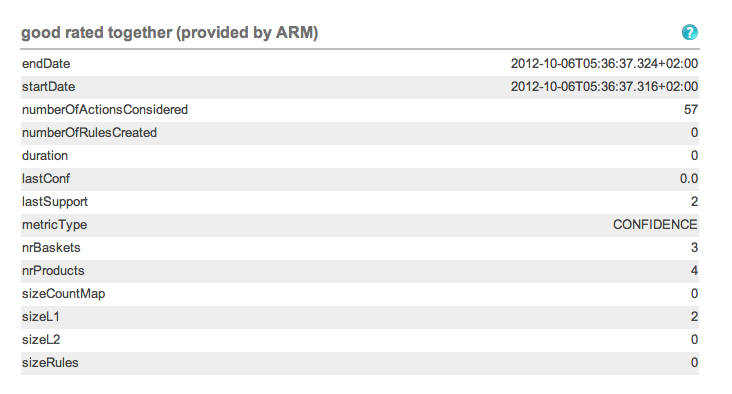 good rated together (provided by ARM) ?
endDate 2012-10-06T05:36:37.324+02:00
startDate 2012-10-06T05:36:37.316+02:00
numberOfActionsConsidered 57
numberOfRulesCreated 0
duration 0
lastConf 0.0
lastSupport 2
metricType CONFIDENCE
nrBaskets 3
nrProducts 4
sizeCountMap 0
sizeL1 2
sizeL2 0
sizeRules 0